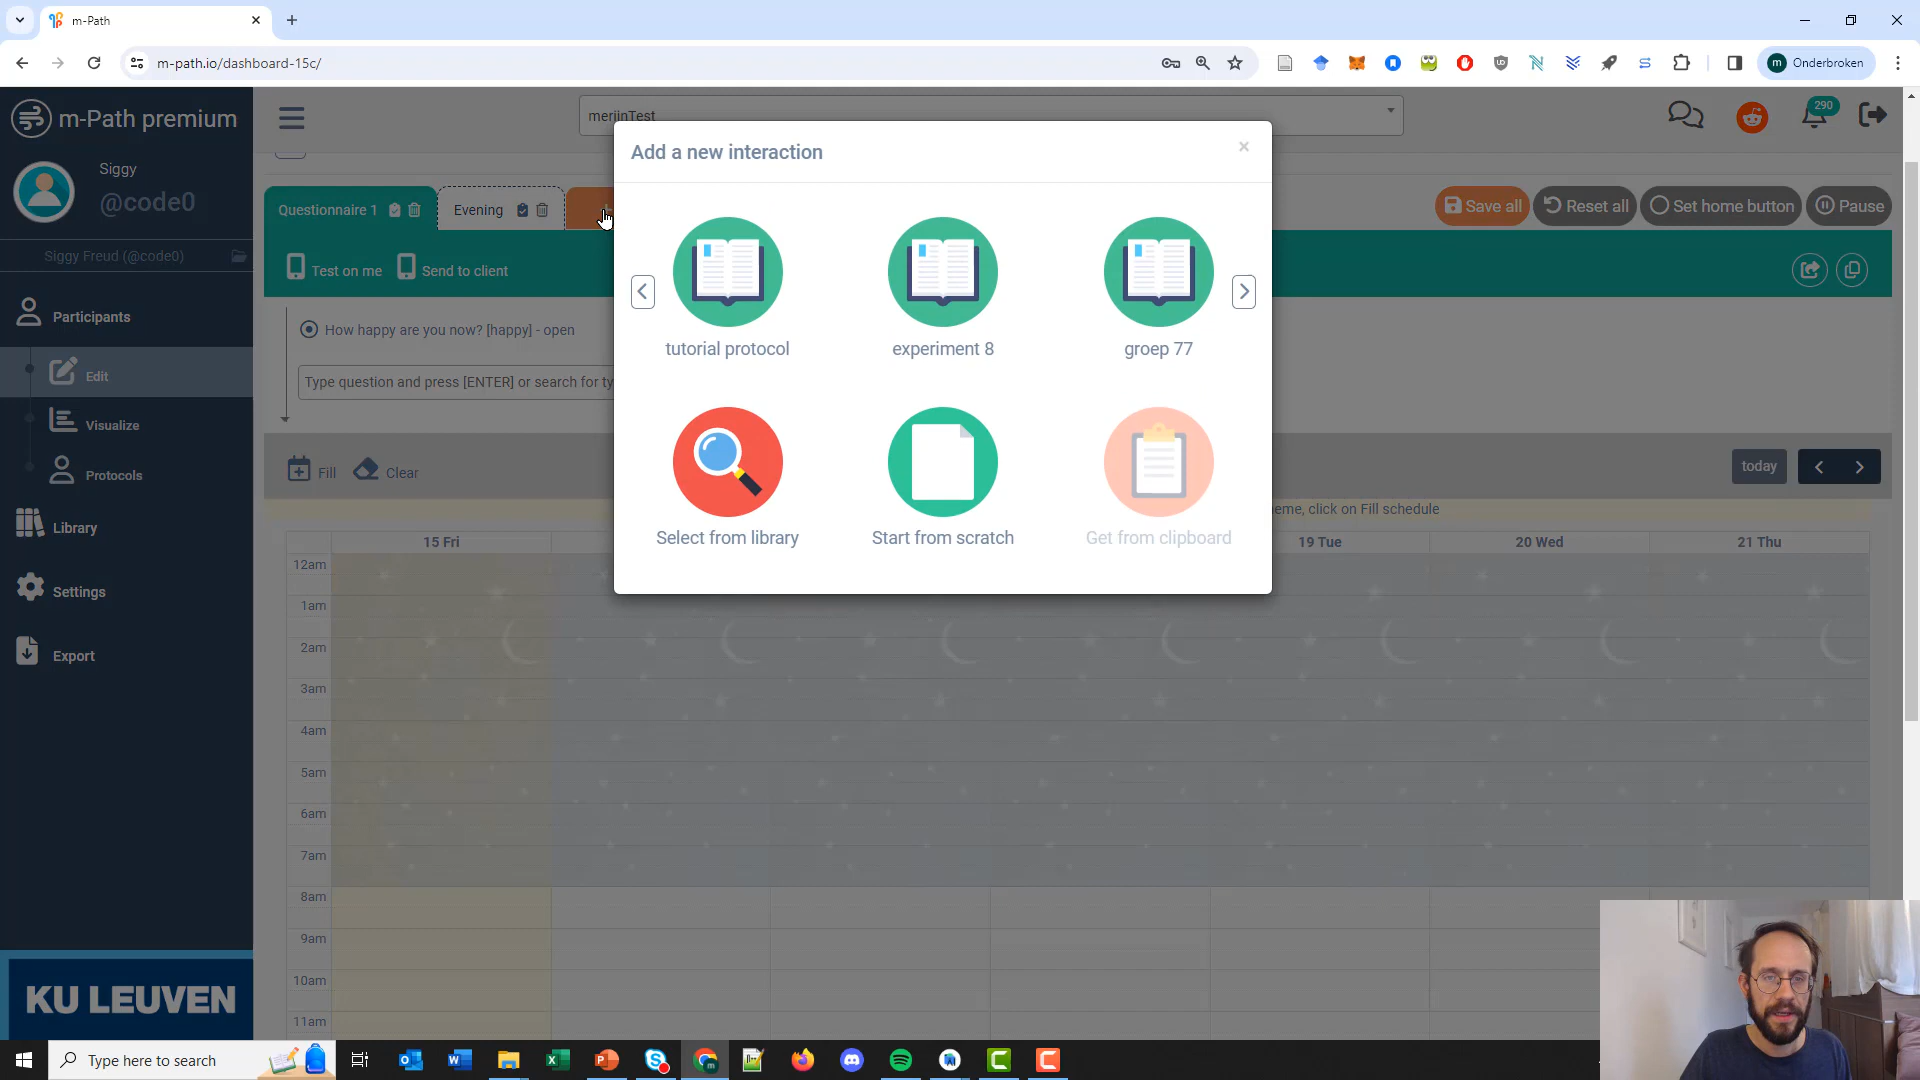 m-Path
m-path.io/dashboard-15c/
Onderbroken
m-Path premium
merijnTest
290
Siggy
@code0
Siggy Freud (@code0)
Participants
Edit
Visualize
Protocols
Library
Settings
Export
KU LEUVEN
Questionnaire 1
Evening
Save all
Reset all
Set home button
Pause
Test on me
Send to client
How happy are you now? [happy] - open
Type question and press [ENTER] or search for ty
Add a new interaction
×
tutorial protocol
experiment 8
groep 77
Select from library
Start from scratch
Get from clipboard
Fill
Clear
today
eme, click on Fill schedule
15 Fri
19 Tue
20 Wed
21 Thu
12am
1am
2am
3am
4am
5am
6am
7am
8am
9am
10am
11am
Type here to search